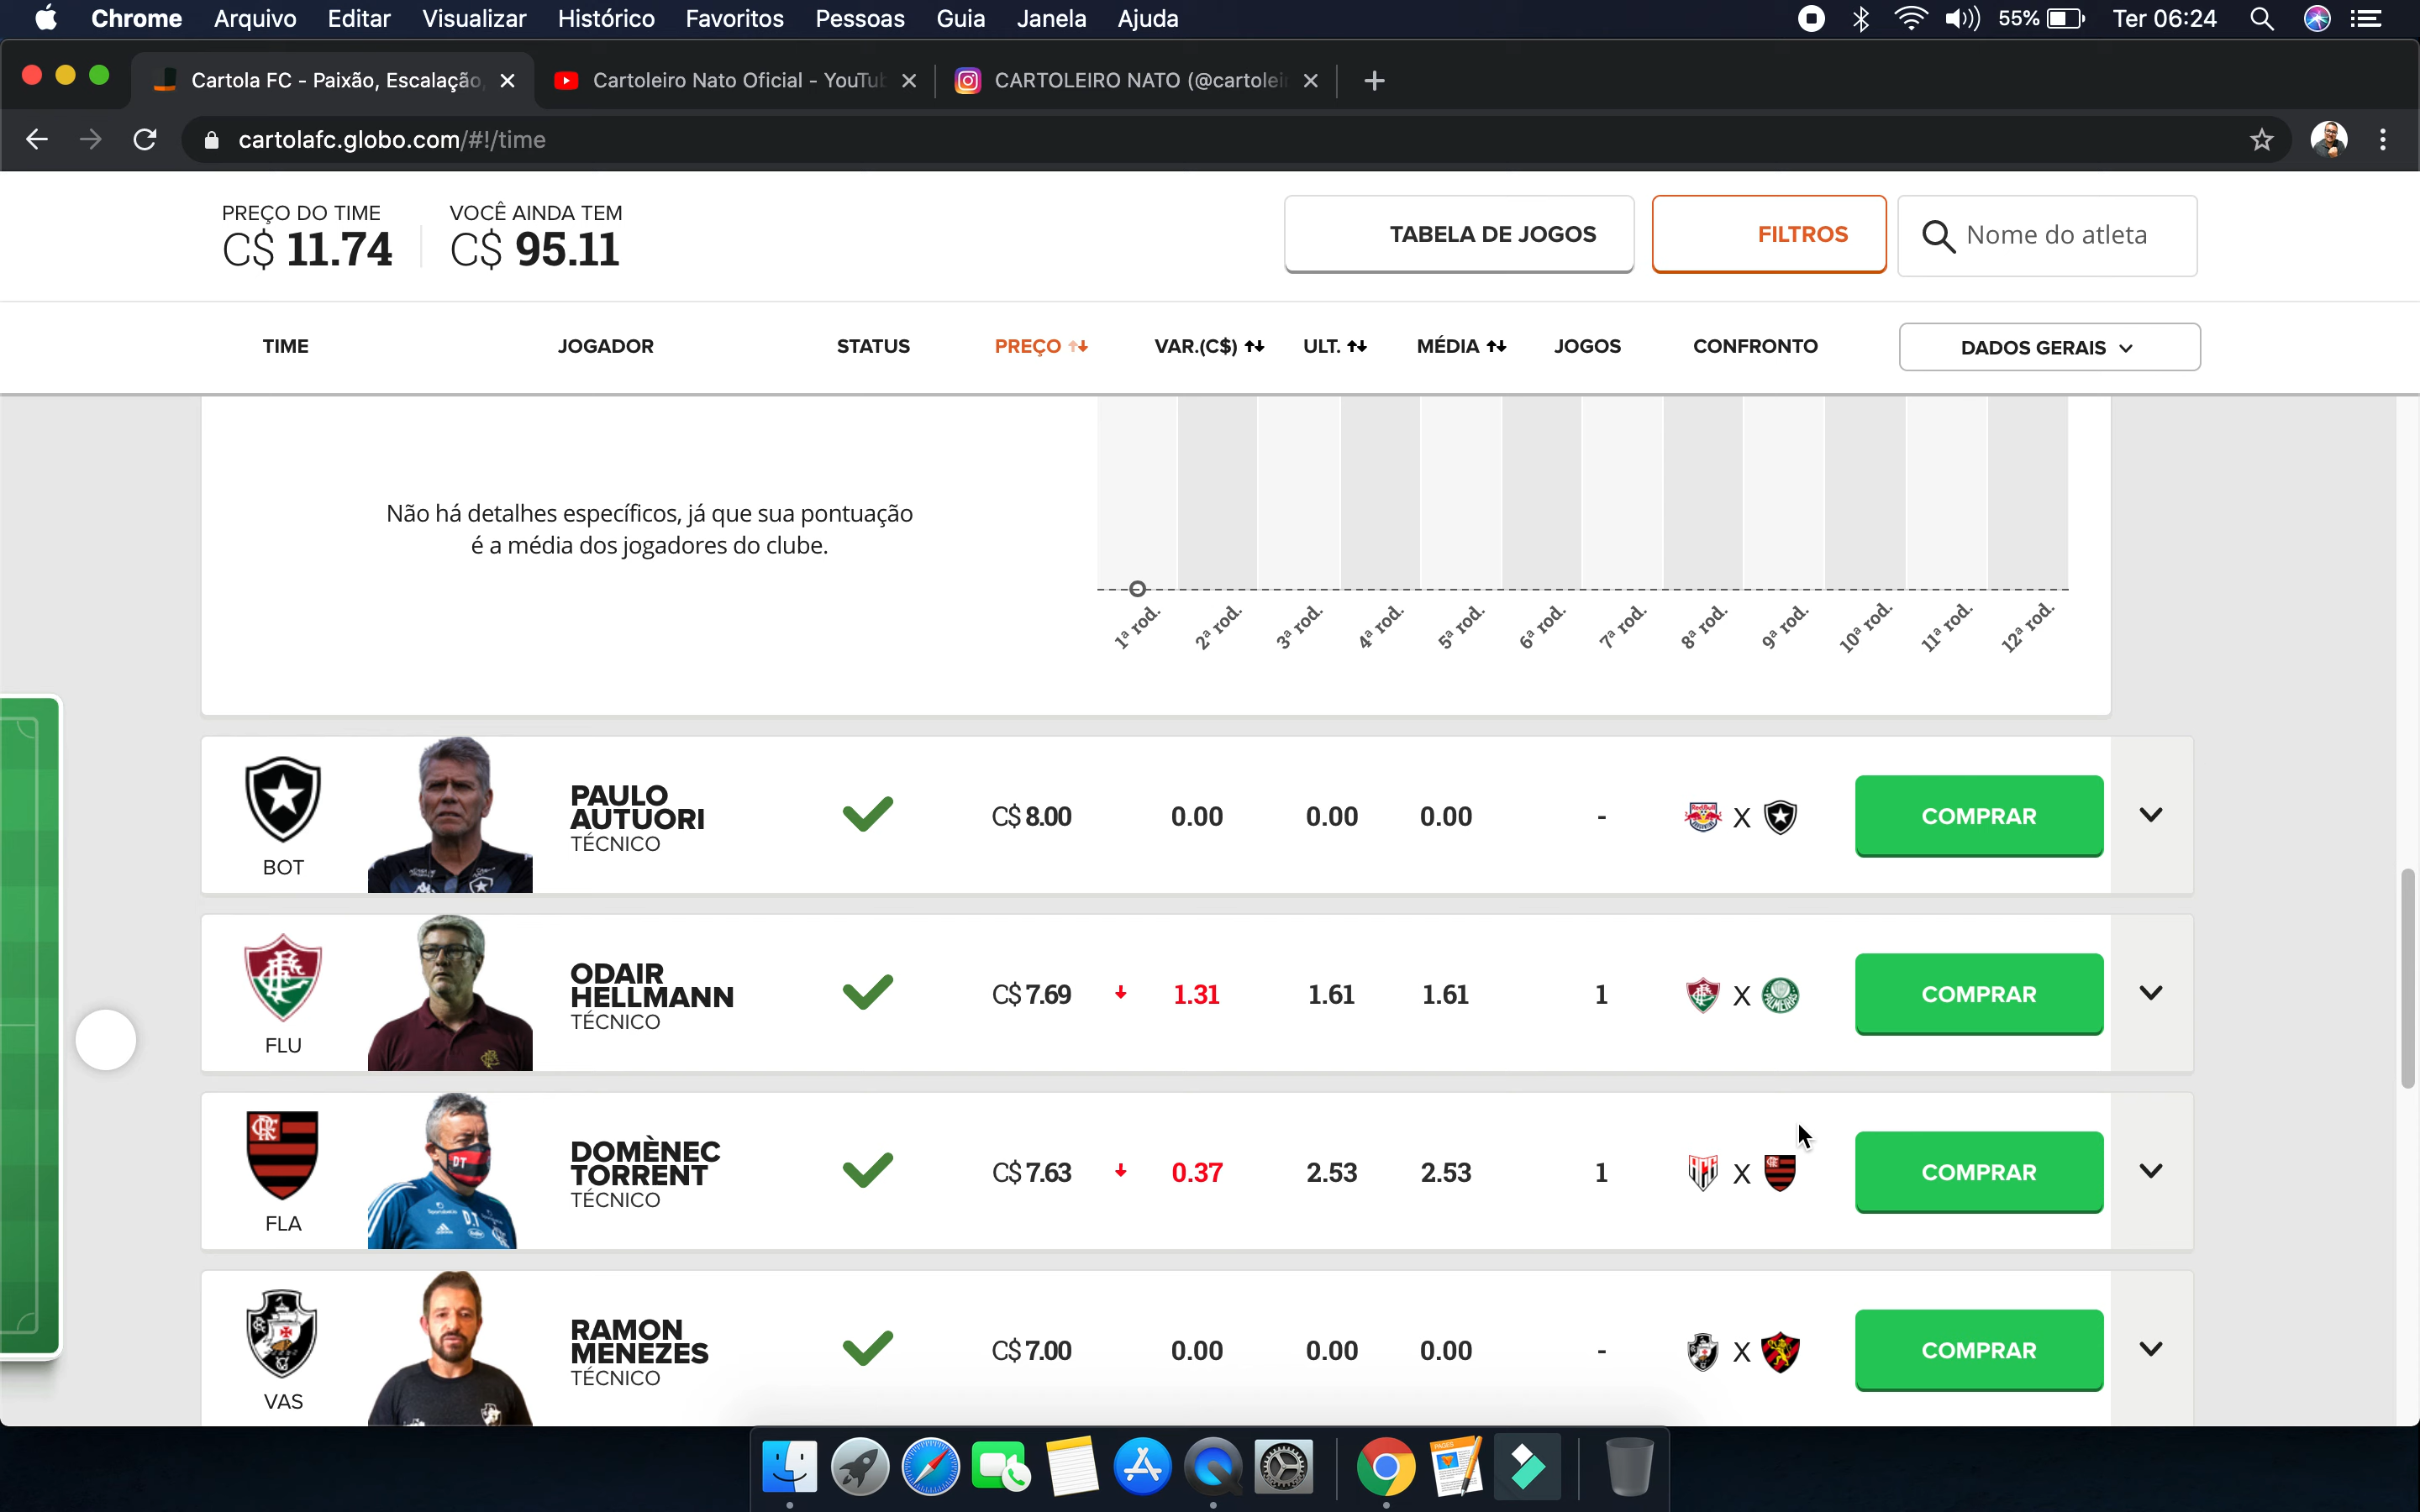 Chrome Arquivo Editar Visualizar Histórico Favoritos Pessoas Guia Janela Ajuda 55% Ter 06:24
Cartola FC - Paixão, Escalação, Cartoleiro Nato Oficial - YouTub CARTOLEIRO NATO (@cartolei
cartolafc.globo.com/#!/time
PREÇO DO TIME VOCÊ AINDA TEM
C$ 11.74 C$ 95.11 TABELA DE JOGOS FILTROS Nome do atleta
TIME JOGADOR STATUS PREÇO VAR.(C$) ULT. MÉDIA JOGOS CONFRONTO DADOS GERAIS
Não há detalhes específicos, já que sua pontuação
é a média dos jogadores do clube.
1ª rod. 2ª rod. 3ª rod. 4ª rod. 5ª rod. 6ª rod. 7ª rod. 8ª rod. 9ª rod. 10ª rod. 11ª rod. 12ª rod.
PAULO
AUTUORI C$ 8.00 0.00 0.00 0.00 - X COMPRAR
TÉCNICO
BOT
ODAIR
HELLMANN C$ 7.69 1.31 1.61 1.61 1 X COMPRAR
TÉCNICO
FLU
DOMÈNEC
TORRENT C$ 7.63 0.37 2.53 2.53 1 X COMPRAR
TÉCNICO
FLA
RAMON
MENEZES C$ 7.00 0.00 0.00 0.00 - X COMPRAR
TÉCNICO
VAS